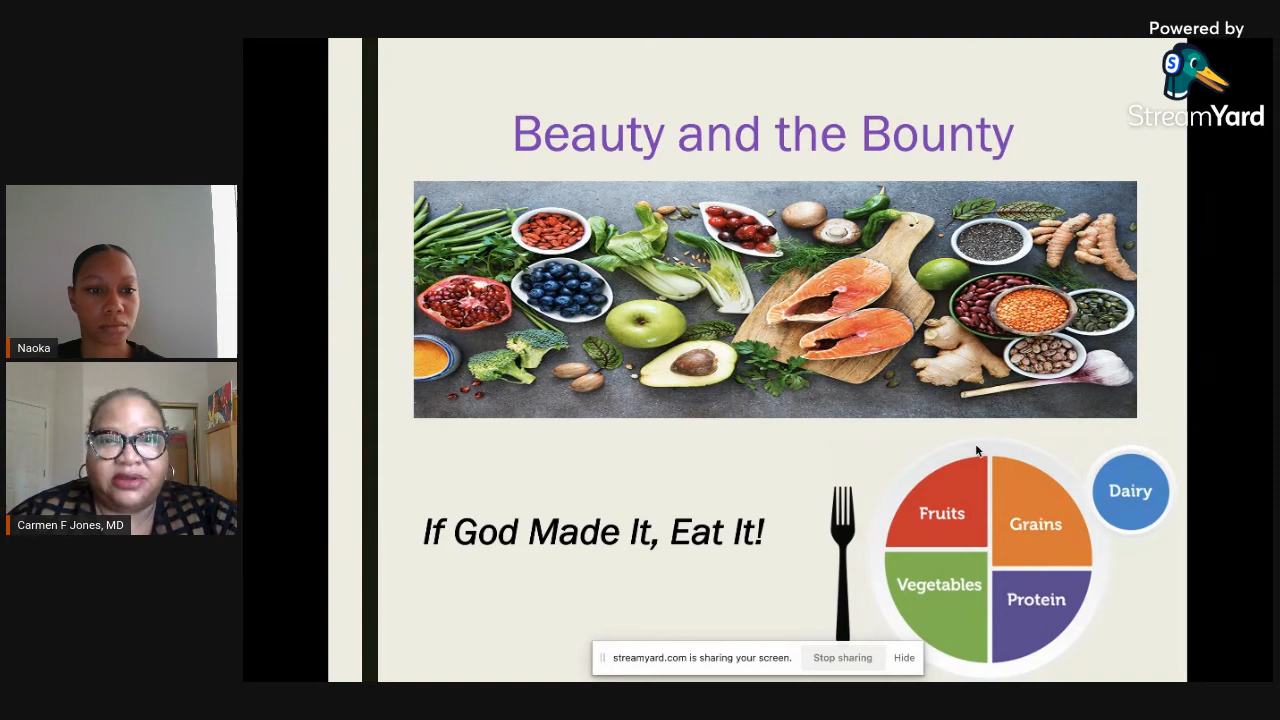 Powered by
S
StreamYard
Beauty and the Bounty
Naoka
Carmen F Jones, MD
If God Made It, Eat It!
Fruits
Grains
Dairy
Vegetables
Protein
streamyard.com is sharing your screen.
Stop sharing
Hide